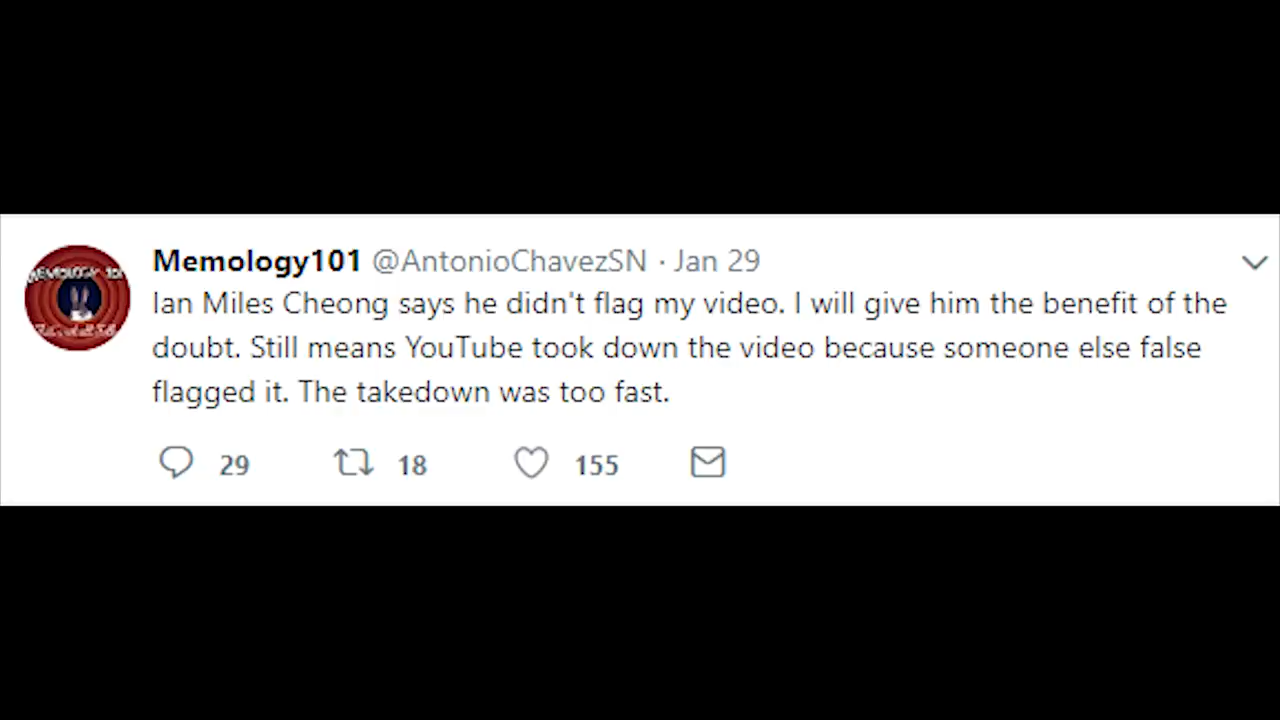 Memology101 @AntonioChavezSN · Jan 29
Ian Miles Cheong says he didn't flag my video. I will give him the benefit of the
doubt. Still means YouTube took down the video because someone else false
flagged it. The takedown was too fast.
29 18 155
MEMOLOGY 101